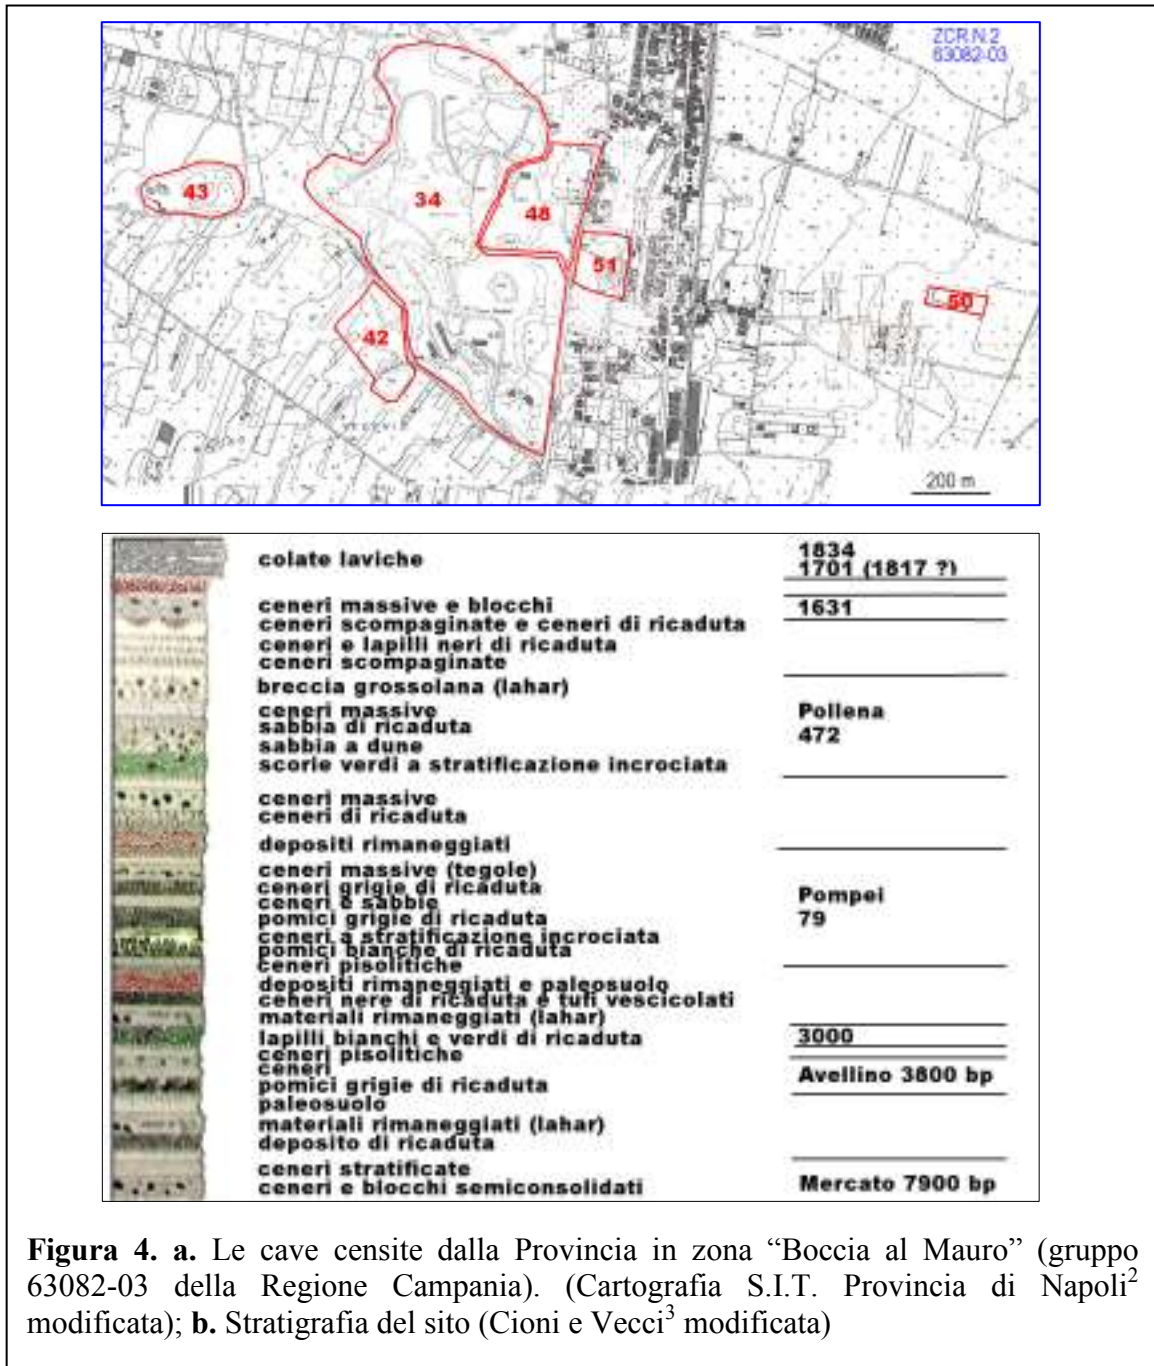 ZCR.N.2
63082-03
43
34
48
51
50
42
200 m
colate laviche
1834
1701 (1817 ?)
ceneri massive e blocchi
1631
ceneri scompaginate e ceneri di ricaduta
ceneri e lapilli neri di ricaduta
ceneri scompaginate
breccia grossolana (lahar)
ceneri massive
Pollena
sabbia di ricaduta
472
sabbia a dune
scorie verdi a stratificazione incrociata
ceneri massive
ceneri di ricaduta
depositi rimaneggiati
ceneri massive (tegole)
ceneri grigie di ricaduta
ceneri e sabbie
Pompei
pomici grigie di ricaduta
79
ceneri a stratificazione incrociata
pomici bianche di ricaduta
ceneri pisolitiche
depositi rimaneggiati e paleosuolo
ceneri nere di ricaduta e tufi vescicolati
materiali rimaneggiati (lahar)
lapilli bianchi e verdi di ricaduta
3000
ceneri pisolitiche
ceneri
Avellino 3800 bp
pomici grigie di ricaduta
paleosuolo
materiali rimaneggiati (lahar)
deposito di ricaduta
ceneri stratificate
ceneri e blocchi semiconsolidati
Mercato 7900 bp
Figura 4. a. Le cave censite dalla Provincia in zona “Boccia al Mauro” (gruppo
63082-03 della Regione Campania). (Cartografia S.I.T. Provincia di Napoli2
modificata); b. Stratigrafia del sito (Cioni e Vecci3 modificata)